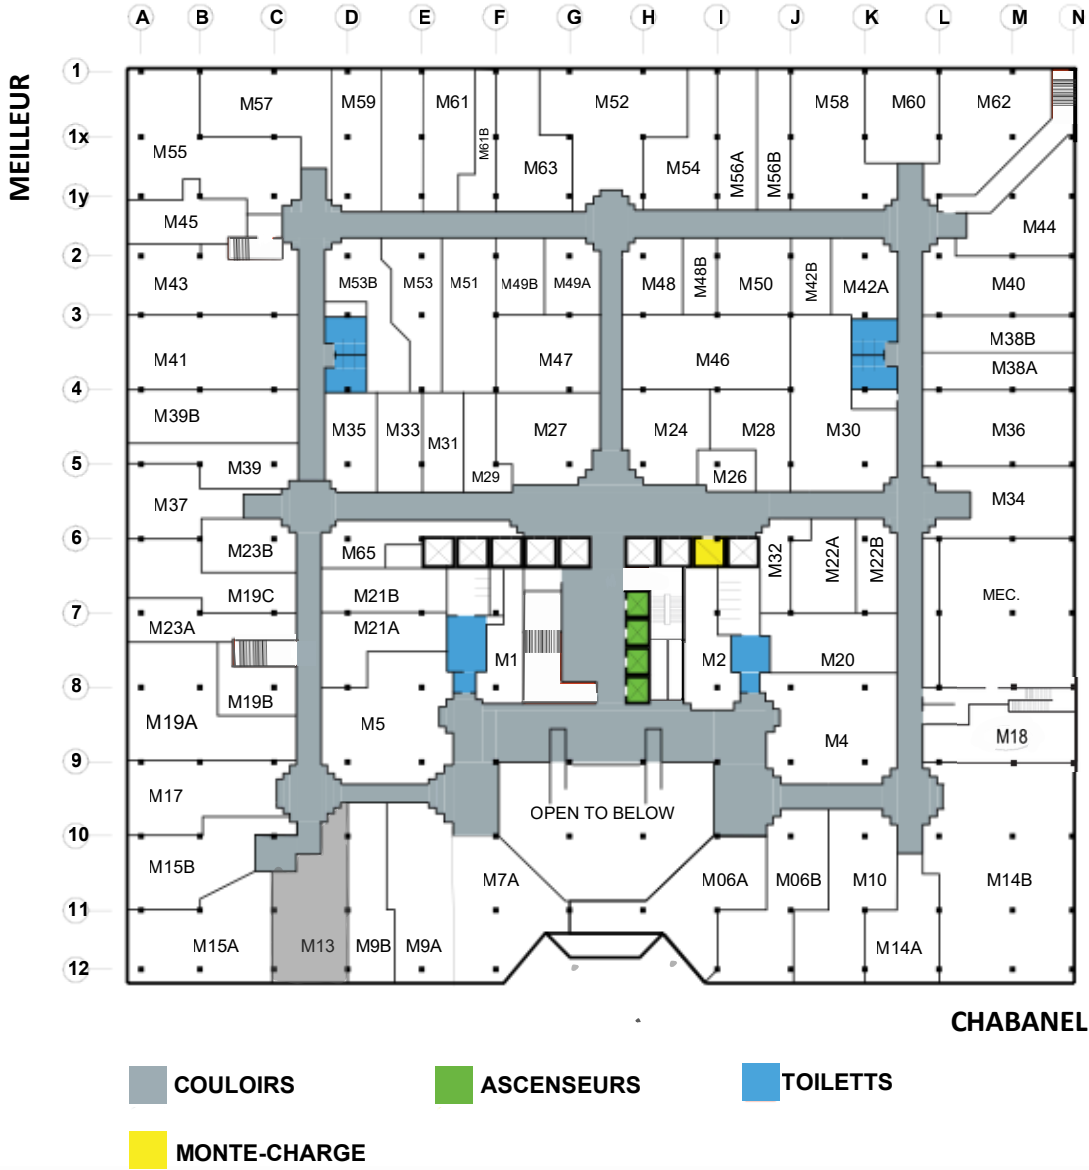 A B C D E F G H I J K L M N
MEILLEUR
1
M57 M59 M61 M52 M58 M60 M62
1x
M55 M61B M63 M54 M56A M56B
1y
M45 M44
2
M43 M53B M53 M51 M49B M49A M48 M48B M50 M42B M42A M40
3
M38B
M41 M47 M46
M38A
4
M39B
M35 M33 M31 M27 M24 M28 M30 M36
5
M39 M29 M26
M37 M34
6
M23B M65 M32 M22A M22B
M19C M21B MEC.
7
M23A M21A
M1 M2 M20
8
M19B
M19A M5 M4 M18
9
M17
OPEN TO BELOW
10
M15B M7A M06A M06B M10 M14B
11
M15A M13 M9B M9A M14A
12
CHABANEL
COULOIRS ASCENSEURS TOILETTS
MONTE-CHARGE